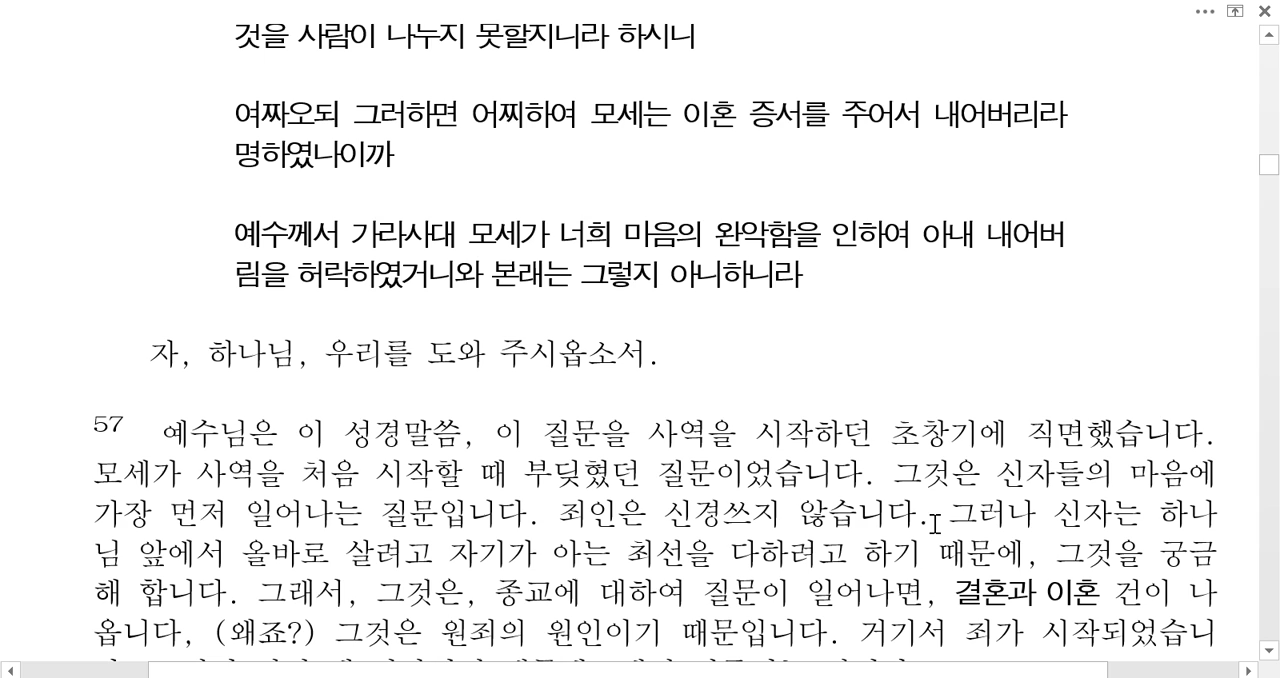 것을 사람이 나누지 못할지니라 하시니
여짜오되 그러하면 어찌하여 모세는 이혼 증서를 주어서 내어버리라
명하였나이까
예수께서 가라사대 모세가 너희 마음의 완악함을 인하여 아내 내어버
림을 허락하였거니와 본래는 그렇지 아니하니라
자, 하나님, 우리를 도와 주시옵소서.
57 예수님은 이 성경말씀, 이 질문을 사역을 시작하던 초창기에 직면했습니다.
모세가 사역을 처음 시작할 때 부딪혔던 질문이었습니다. 그것은 신자들의 마음에
가장 먼저 일어나는 질문입니다. 죄인은 신경쓰지 않습니다. 그러나 신자는 하나
님 앞에서 올바로 살려고 자기가 아는 최선을 다하려고 하기 때문에, 그것을 궁금
해 합니다. 그래서, 그것은, 종교에 대하여 질문이 일어나면, 결혼과 이혼 건이 나
옵니다, (왜죠?) 그것은 원죄의 원인이기 때문입니다. 거기서 죄가 시작되었습니